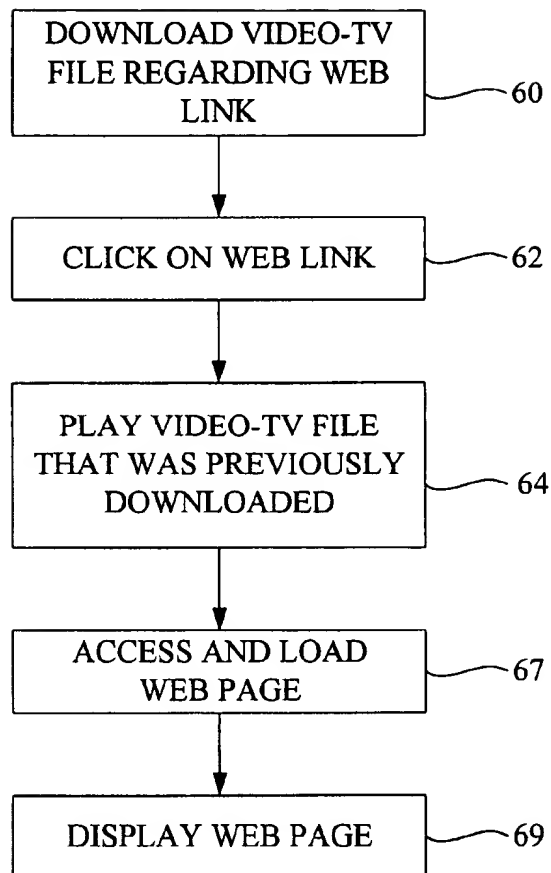 DOWNLOAD VIDEO-TV
FILE REGARDING WEB
LINK
60
CLICK ON WEB LINK
62
PLAY VIDEO-TV FILE
THAT WAS PREVIOUSLY
DOWNLOADED
64
ACCESS AND LOAD
WEB PAGE
67
DISPLAY WEB PAGE
69